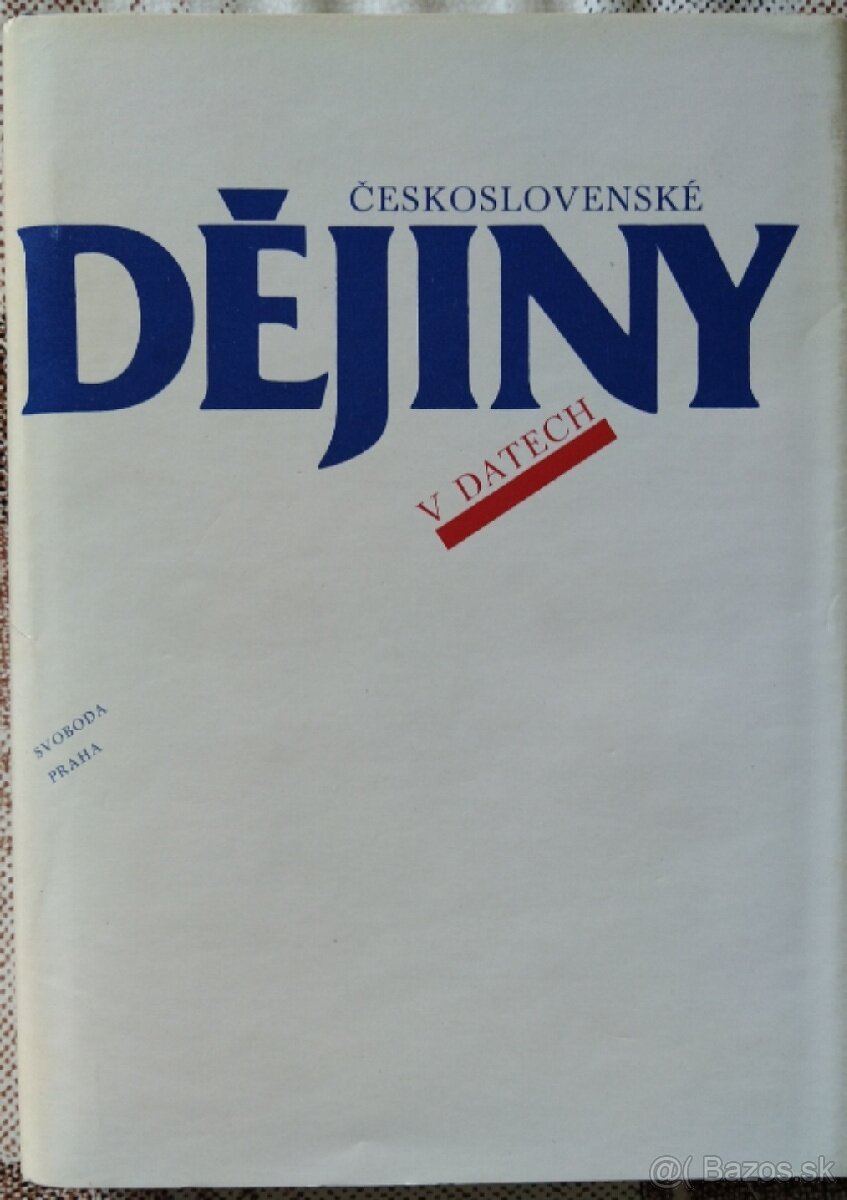 ČESKOSLOVENSKÉ
DĚJINY
V DATECH
SVOBODA
PRAHA
@( Bazos.sk